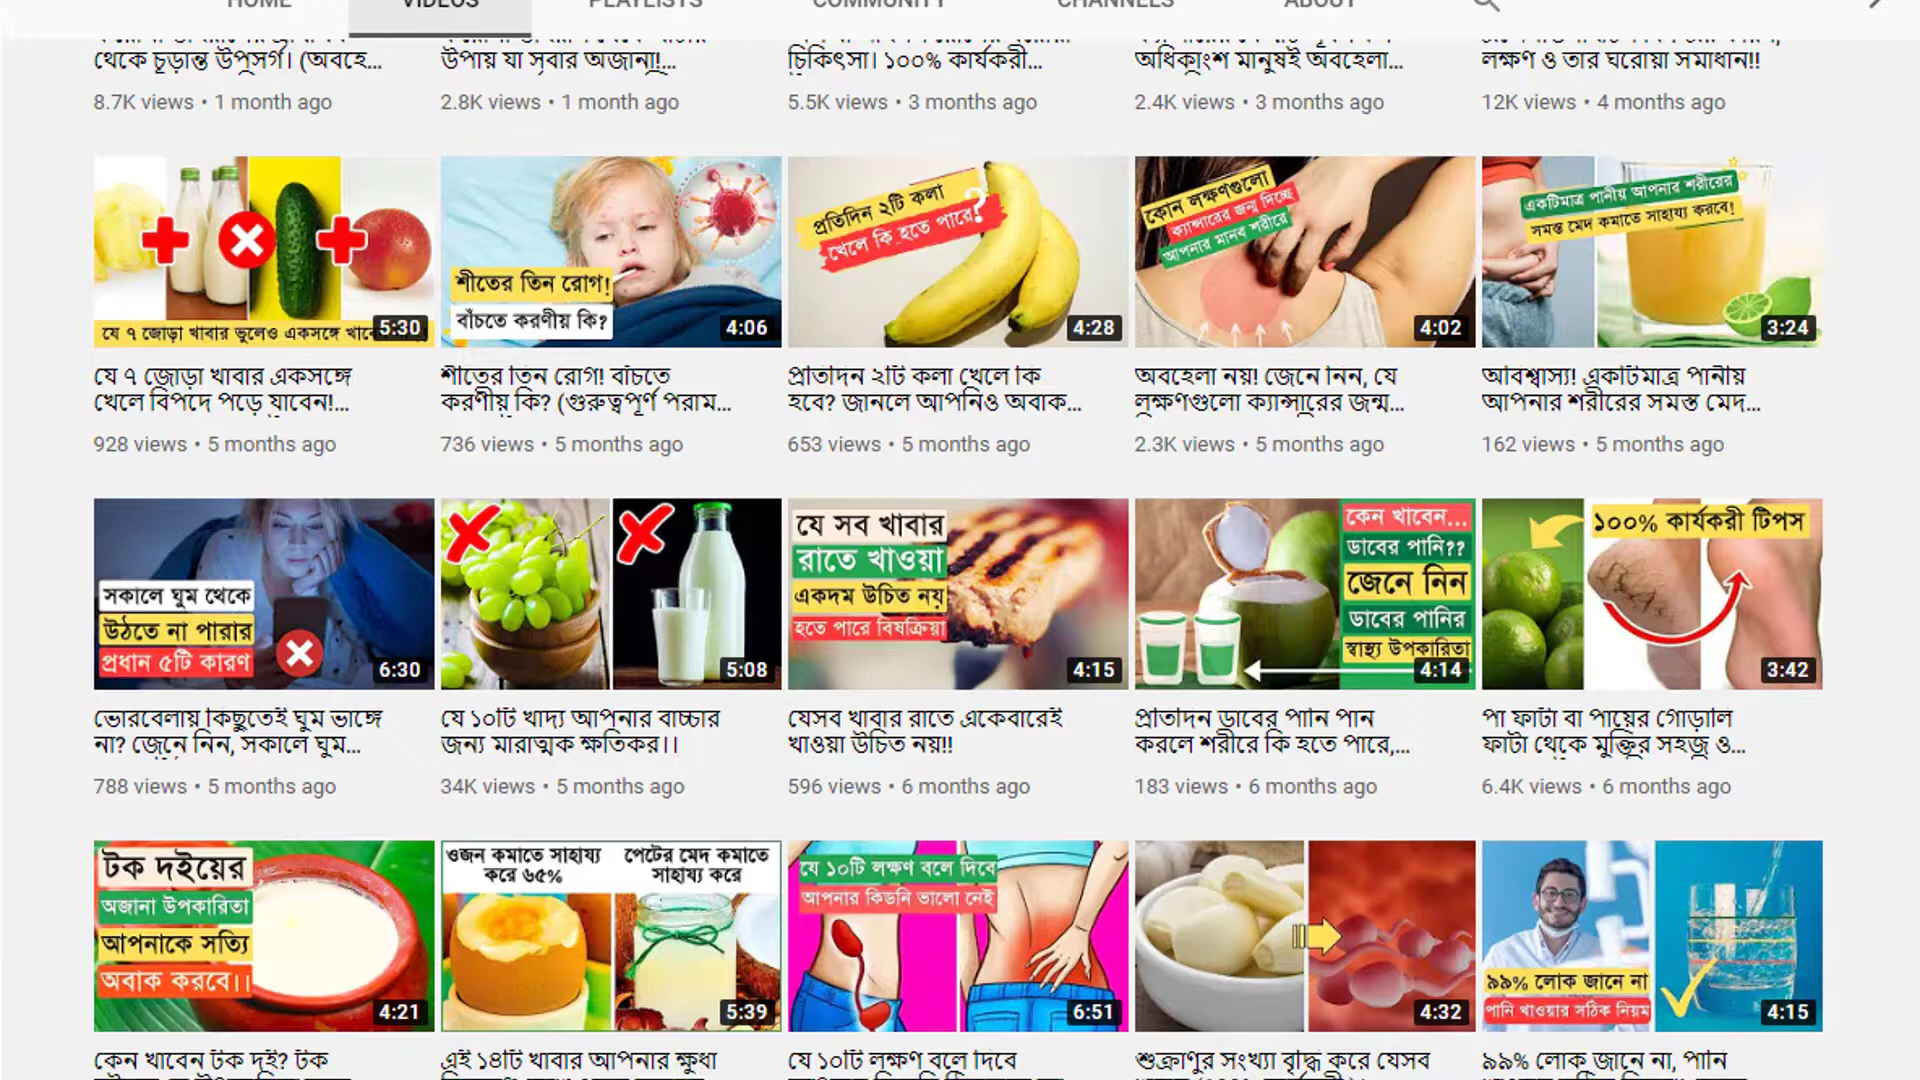 HOME VIDEOS PLAYLISTS COMMUNITY CHANNELS ABOUT
থেকে চূড়ান্ত উপসর্গ। (অবহে...
8.7K views • 1 month ago
উপায় যা সবার অজানা!...
2.8K views • 1 month ago
চিকিৎসা। ১০০% কার্যকরী...
5.5K views • 3 months ago
অধিকাংশ মানুষই অবহেলা...
2.4K views • 3 months ago
লক্ষণ ও তার ঘরোয়া সমাধান!!
12K views • 4 months ago
যে ৭ জোড়া খাবার ভুলেও একসঙ্গে
5:30
যে ৭ জোড়া খাবার একসঙ্গে
খেলে বিপদে পড়ে যাবেন!...
928 views • 5 months ago
শীতের তিন রোগ!
বাঁচতে করণীয় কি?
4:06
শীতের তিন রোগ! বাঁচতে
করণীয় কি? (গুরুত্বপূর্ণ পরাম...
736 views • 5 months ago
প্রতিদিন ২টি কলা
খেলে কি হতে পারে?
4:28
প্রতিদিন ২টি কলা খেলে কি
হবে? জানলে আপনিও অবাক...
653 views • 5 months ago
কোন লক্ষণগুলো
ক্যান্সারের জন্ম দিচ্ছে
আপনার মানব শরীরে
4:02
অবহেলা নয়! জেনে নিন, যে
লক্ষণগুলো ক্যান্সারের জন্ম...
2.3K views • 5 months ago
একটিমাত্র পানীয় আপনার শরীরের
সমস্ত মেদ কমাতে সাহায্য করবে!
3:24
অবিশ্বাস্য! একটিমাত্র পানীয়
আপনার শরীরের সমস্ত মেদ...
162 views • 5 months ago
সকালে ঘুম থেকে
উঠতে না পারার
প্রধান ৫টি কারণ
6:30
ভোরবেলায় কিছুতেই ঘুম ভাঙ্গে
না? জেনে নিন, সকালে ঘুম...
788 views • 5 months ago
5:08
যে ১০টি খাদ্য আপনার বাচ্চার
জন্য মারাত্মক ক্ষতিকর।।
34K views • 5 months ago
যে সব খাবার
রাতে খাওয়া
একদম উচিত নয়
হতে পারে বিষক্রিয়া
4:15
যেসব খাবার রাতে একেবারেই
খাওয়া উচিত নয়!!
596 views • 6 months ago
কেন খাবেন...
ডাবের পানি??
জেনে নিন
ডাবের পানির
স্বাস্থ্য উপকারিতা
4:14
প্রতিদিন ডাবের পানি পান
করলে শরীরে কি হতে পারে,...
183 views • 6 months ago
১০০% কার্যকরী টিপস
3:42
পা ফাটা বা পায়ের গোড়ালি
ফাটা থেকে মুক্তির সহজ ও...
6.4K views • 6 months ago
টক দইয়ের
অজানা উপকারিতা
আপনাকে সত্যি
অবাক করবে।।
4:21
কেন খাবেন টক দই? টক
ওজন কমাতে সাহায্য
করে ৬৫%
পেটের মেদ কমাতে
সাহায্য করে
5:39
এই ১৪টি খাবার আপনার ক্ষুধা
যে ১০টি লক্ষণ বলে দিবে
আপনার কিডনি ভালো নেই
6:51
যে ১০টি লক্ষণ বলে দিবে
4:32
শুক্রাণুর সংখ্যা বৃদ্ধি করে যেসব
৯৯% লোক জানে না
পানি খাওয়ার সঠিক নিয়ম
4:15
৯৯% লোক জানে না, পানি